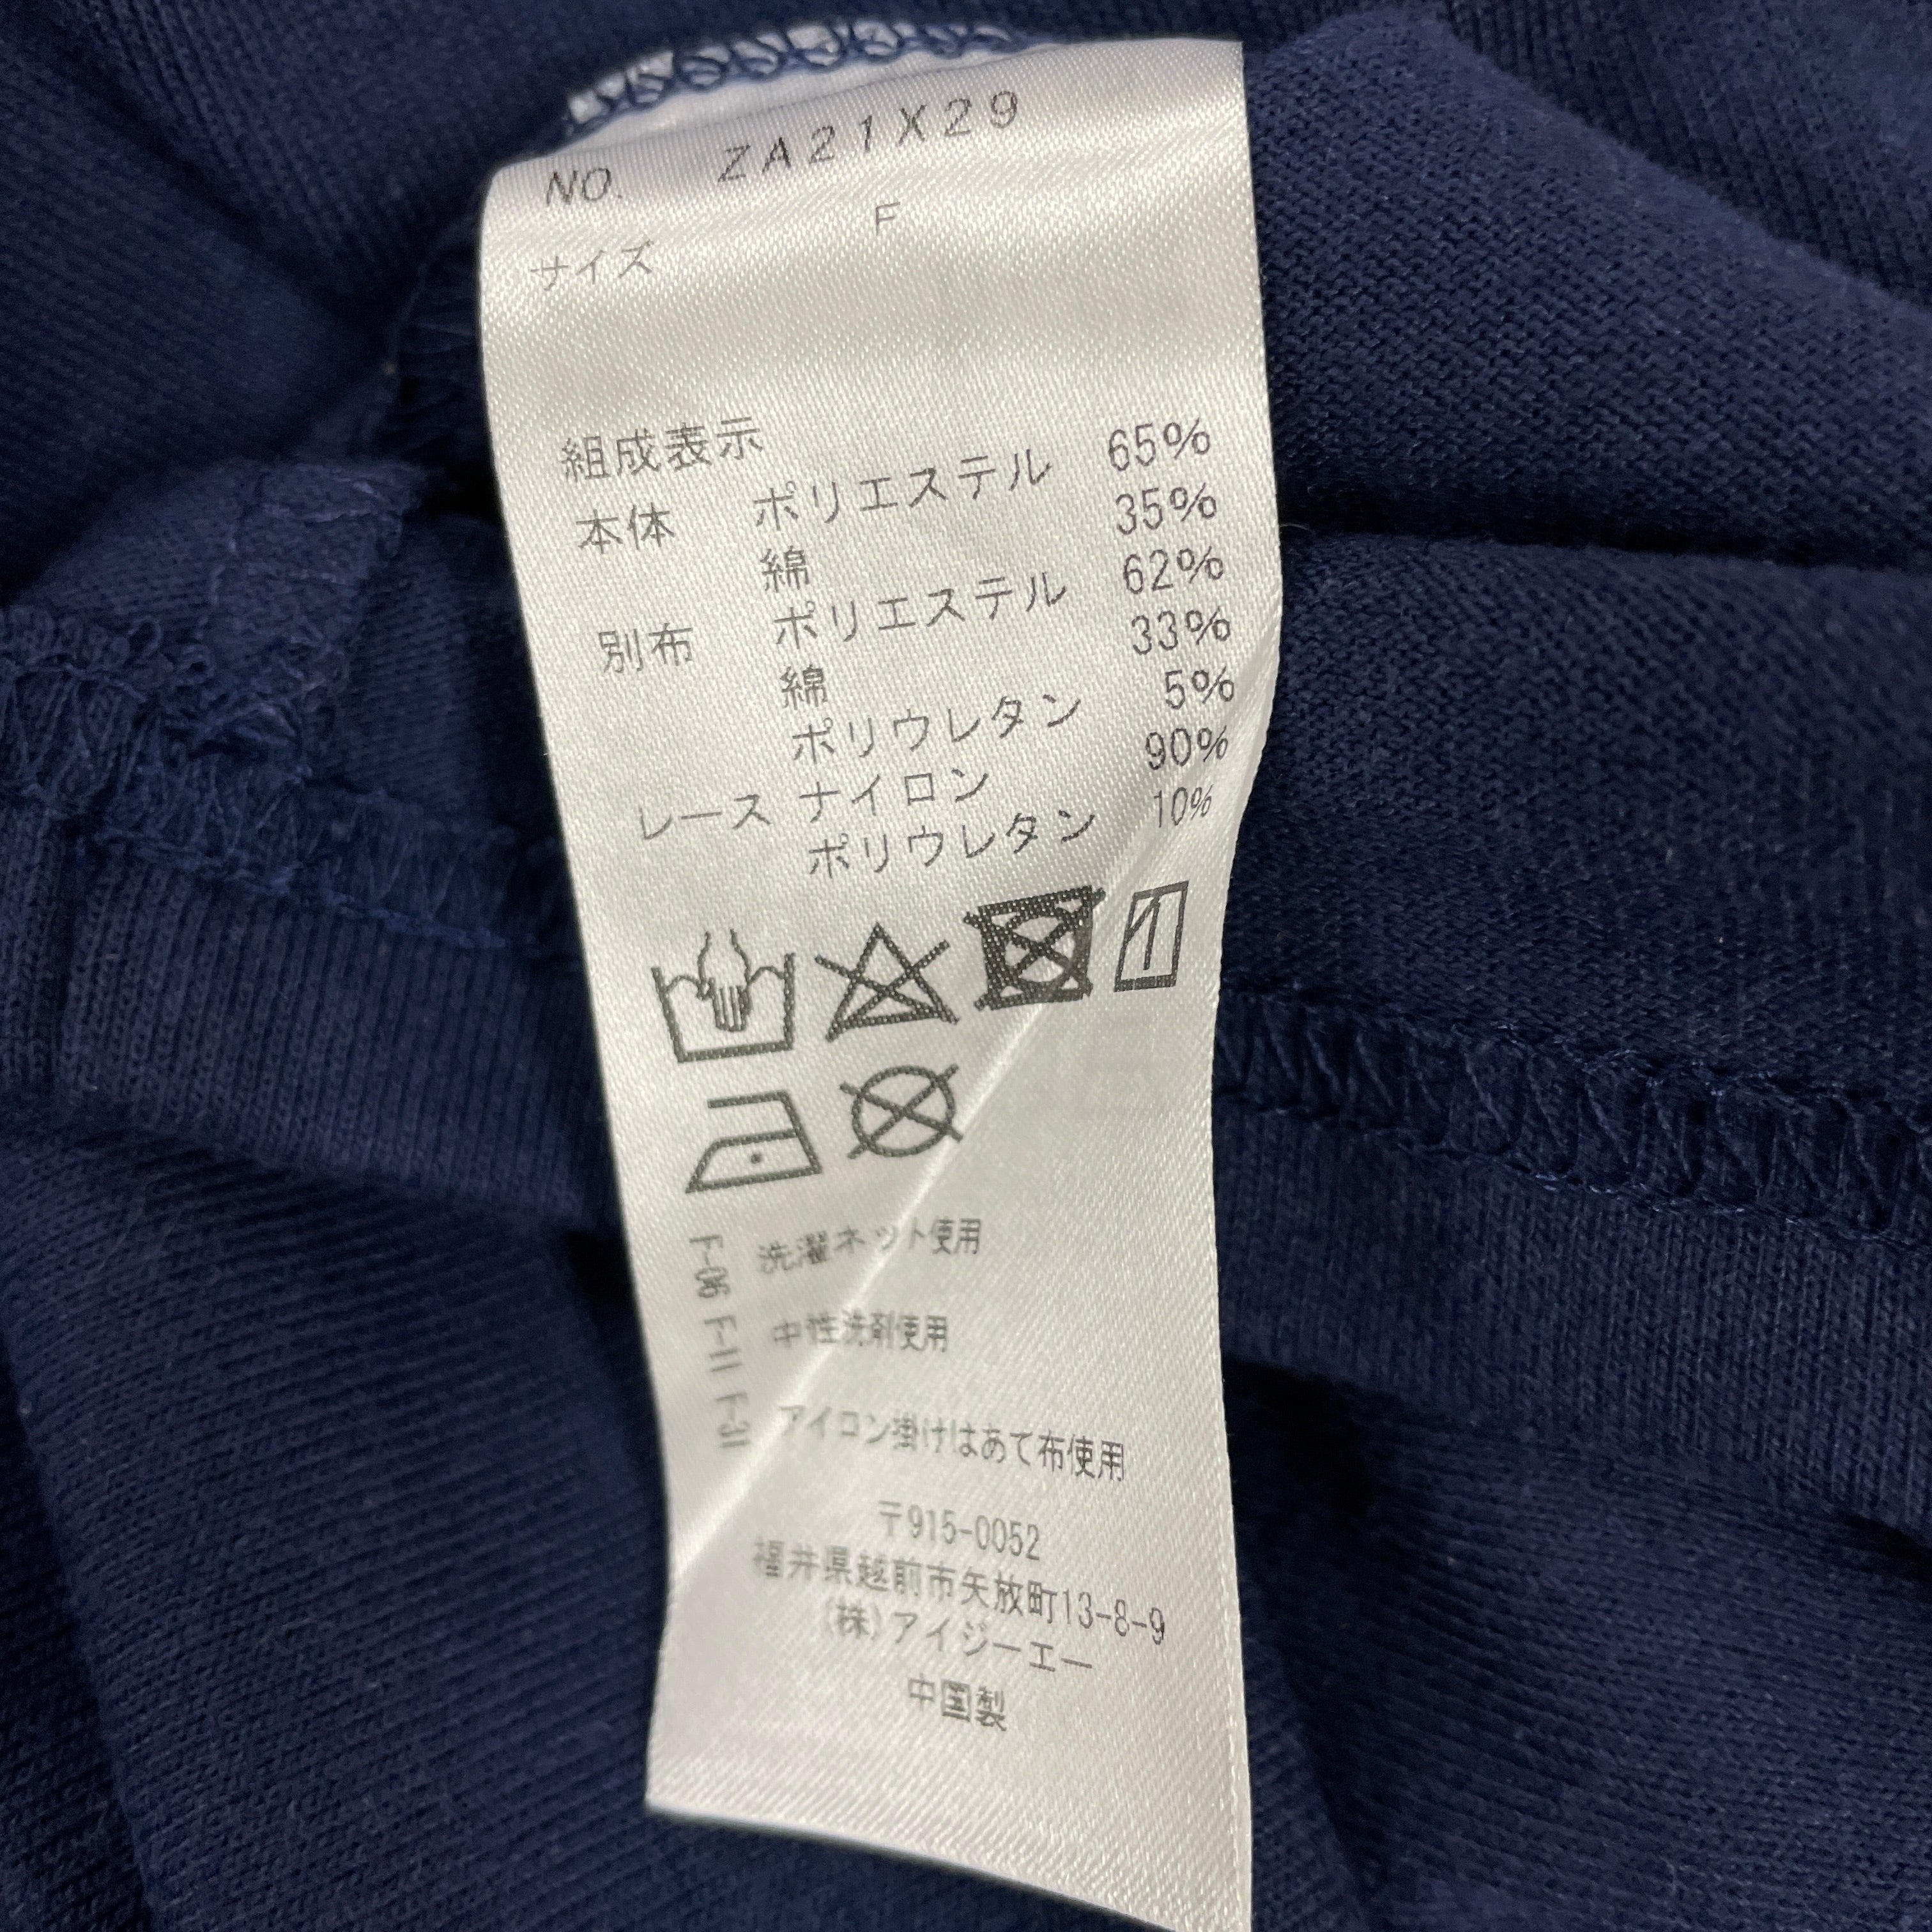 NO. ZA21X29
サイズ F
組成表示
本体 ポリエステル 65%
綿 35%
別布 ポリエステル 62%
綿 33%
ポリウレタン 5%
レース ナイロン 90%
ポリウレタン 10%
洗濯ネット使用
中性洗剤使用
アイロン掛けはあて布使用
F-06 F-11 F-31
〒915-0052
福井県越前市矢放町13-8-9
(株)アイジーエー
中国製